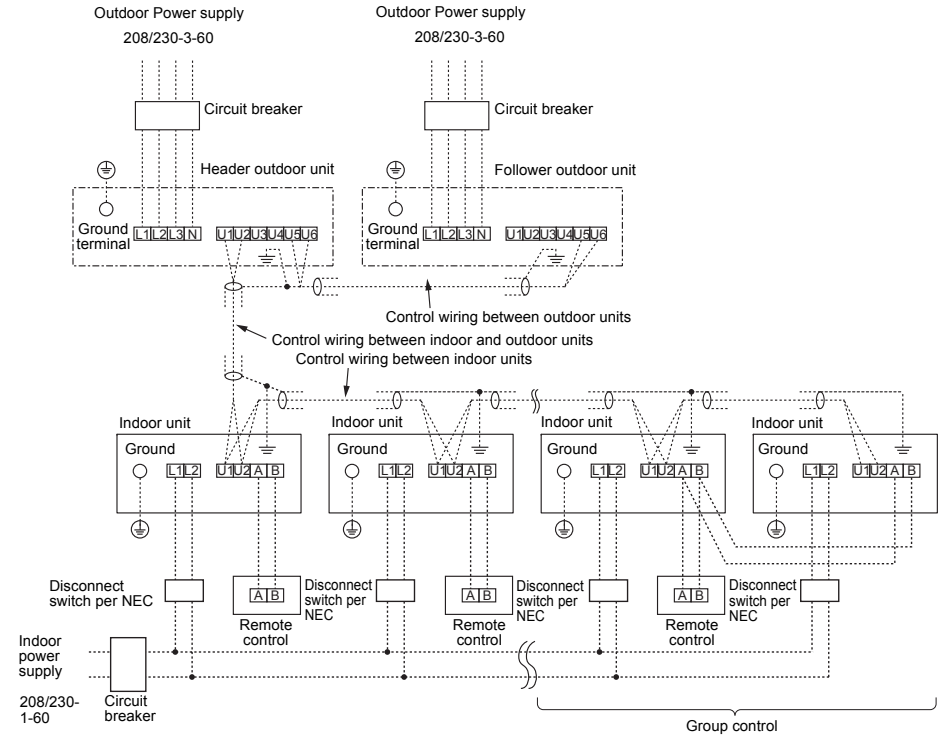 Outdoor Power supply
208/230-3-60
Outdoor Power supply
208/230-3-60
Circuit breaker
Circuit breaker
Header outdoor unit
Follower outdoor unit
Ground
terminal
L1 L2 L3 N
U1 U2 U3 U4 U5 U6
Ground
terminal
L1 L2 L3 N
U1 U2 U3 U4 U5 U6
Control wiring between outdoor units
Control wiring between indoor and outdoor units
Control wiring between indoor units
Indoor unit
Indoor unit
Indoor unit
Indoor unit
Ground
Ground
Ground
Ground
L1 L2
U1 U2 A B
L1 L2
U1 U2 A B
L1 L2
U1 U2 A B
L1 L2
U1 U2 A B
Disconnect
switch per NEC
A B
Remote
control
Disconnect
switch per
NEC
A B
Remote
control
Disconnect
switch per
NEC
A B
Remote
control
Disconnect
switch per
NEC
Indoor
power
supply
208/230-
1-60
Circuit
breaker
Group control